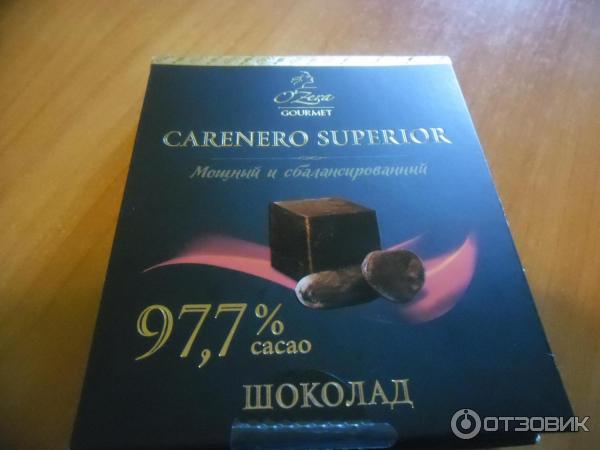 O'Zera
GOURMET
CARENERO SUPERIOR
Мощный и сбалансированный
97,7%
cacao
ШОКОЛАД
ОТЗОВИК